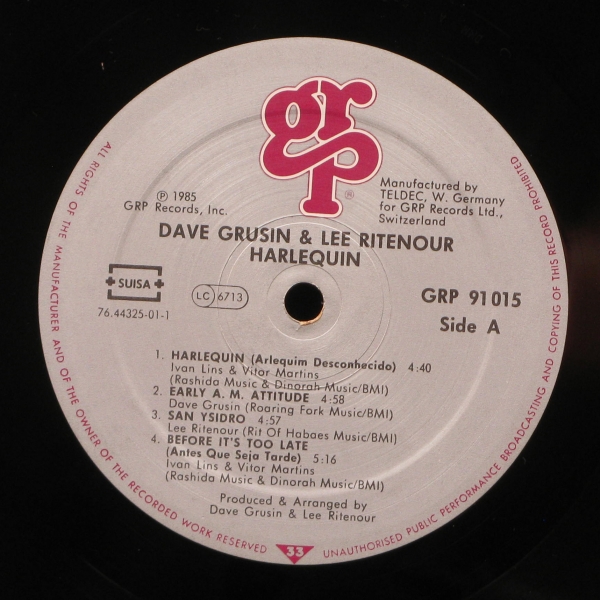 grp
®
℗ 1985
GRP Records, Inc.
Manufactured by
TELDEC, W. Germany
for GRP Records Ltd.,
Switzerland
DAVE GRUSIN & LEE RITENOUR
HARLEQUIN
SUISA
76.44325-01-1
LC 6713
GRP 91 015
Side A
1. HARLEQUIN (Arlequim Desconhecido) 4:40
Ivan Lins & Vitor Martins
(Rashida Music & Dinorah Music/BMI)
2. EARLY A. M. ATTITUDE 4:58
Dave Grusin (Roaring Fork Music/BMI)
3. SAN YSIDRO 4:57
Lee Ritenour (Rit Of Habaes Music/BMI)
4. BEFORE IT'S TOO LATE
(Antes Que Seja Tarde) 5:16
Ivan Lins & Vitor Martins
(Rashida Music & Dinorah Music/BMI)
Produced & Arranged by
Dave Grusin & Lee Ritenour
ALL RIGHTS OF THE MANUFACTURER AND OF THE OWNER OF THE RECORDED WORK RESERVED
33
UNAUTHORISED PUBLIC PERFORMANCE BROADCASTING AND COPYING OF THIS RECORD PROHIBITED